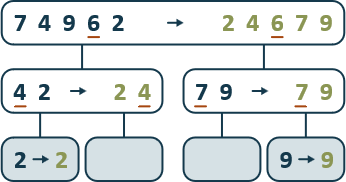 7 4 9 6 2 → 2 4 6 7 9
4 2 → 2 4 7 9 → 7 9
2 → 2 9 → 9